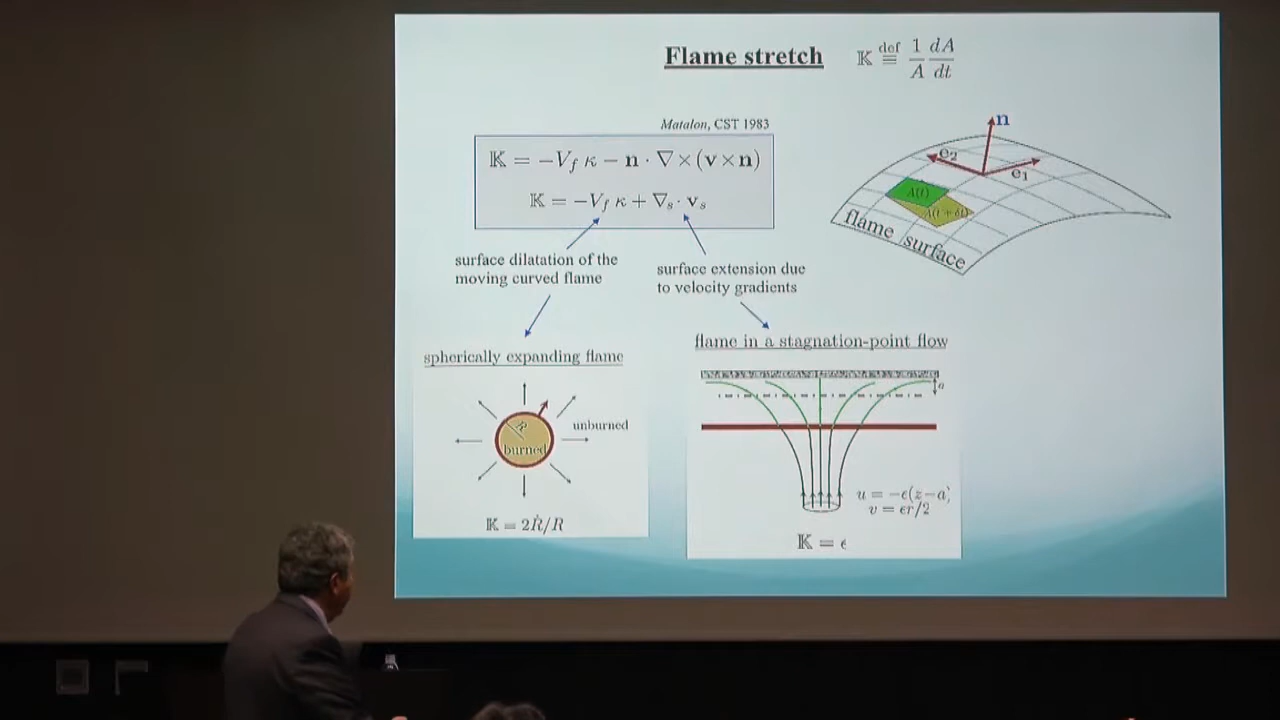 Flame stretch 𝕂 def≡ 1/A dA/dt
Matalon, CST 1983
𝕂 = −V_f κ − n · ∇×(v × n)
𝕂 = −V_f κ + ∇_s · v_s
n
e₂
e₁
A(t)
A(t + δt)
flame surface
surface dilatation of the
moving curved flame
surface extension due
to velocity gradients
spherically expanding flame
R
burned
unburned
𝕂 = 2Ṙ/R
flame in a stagnation-point flow
a
u = −ϵ(z−a)
v = ϵr/2
𝕂 = ϵ